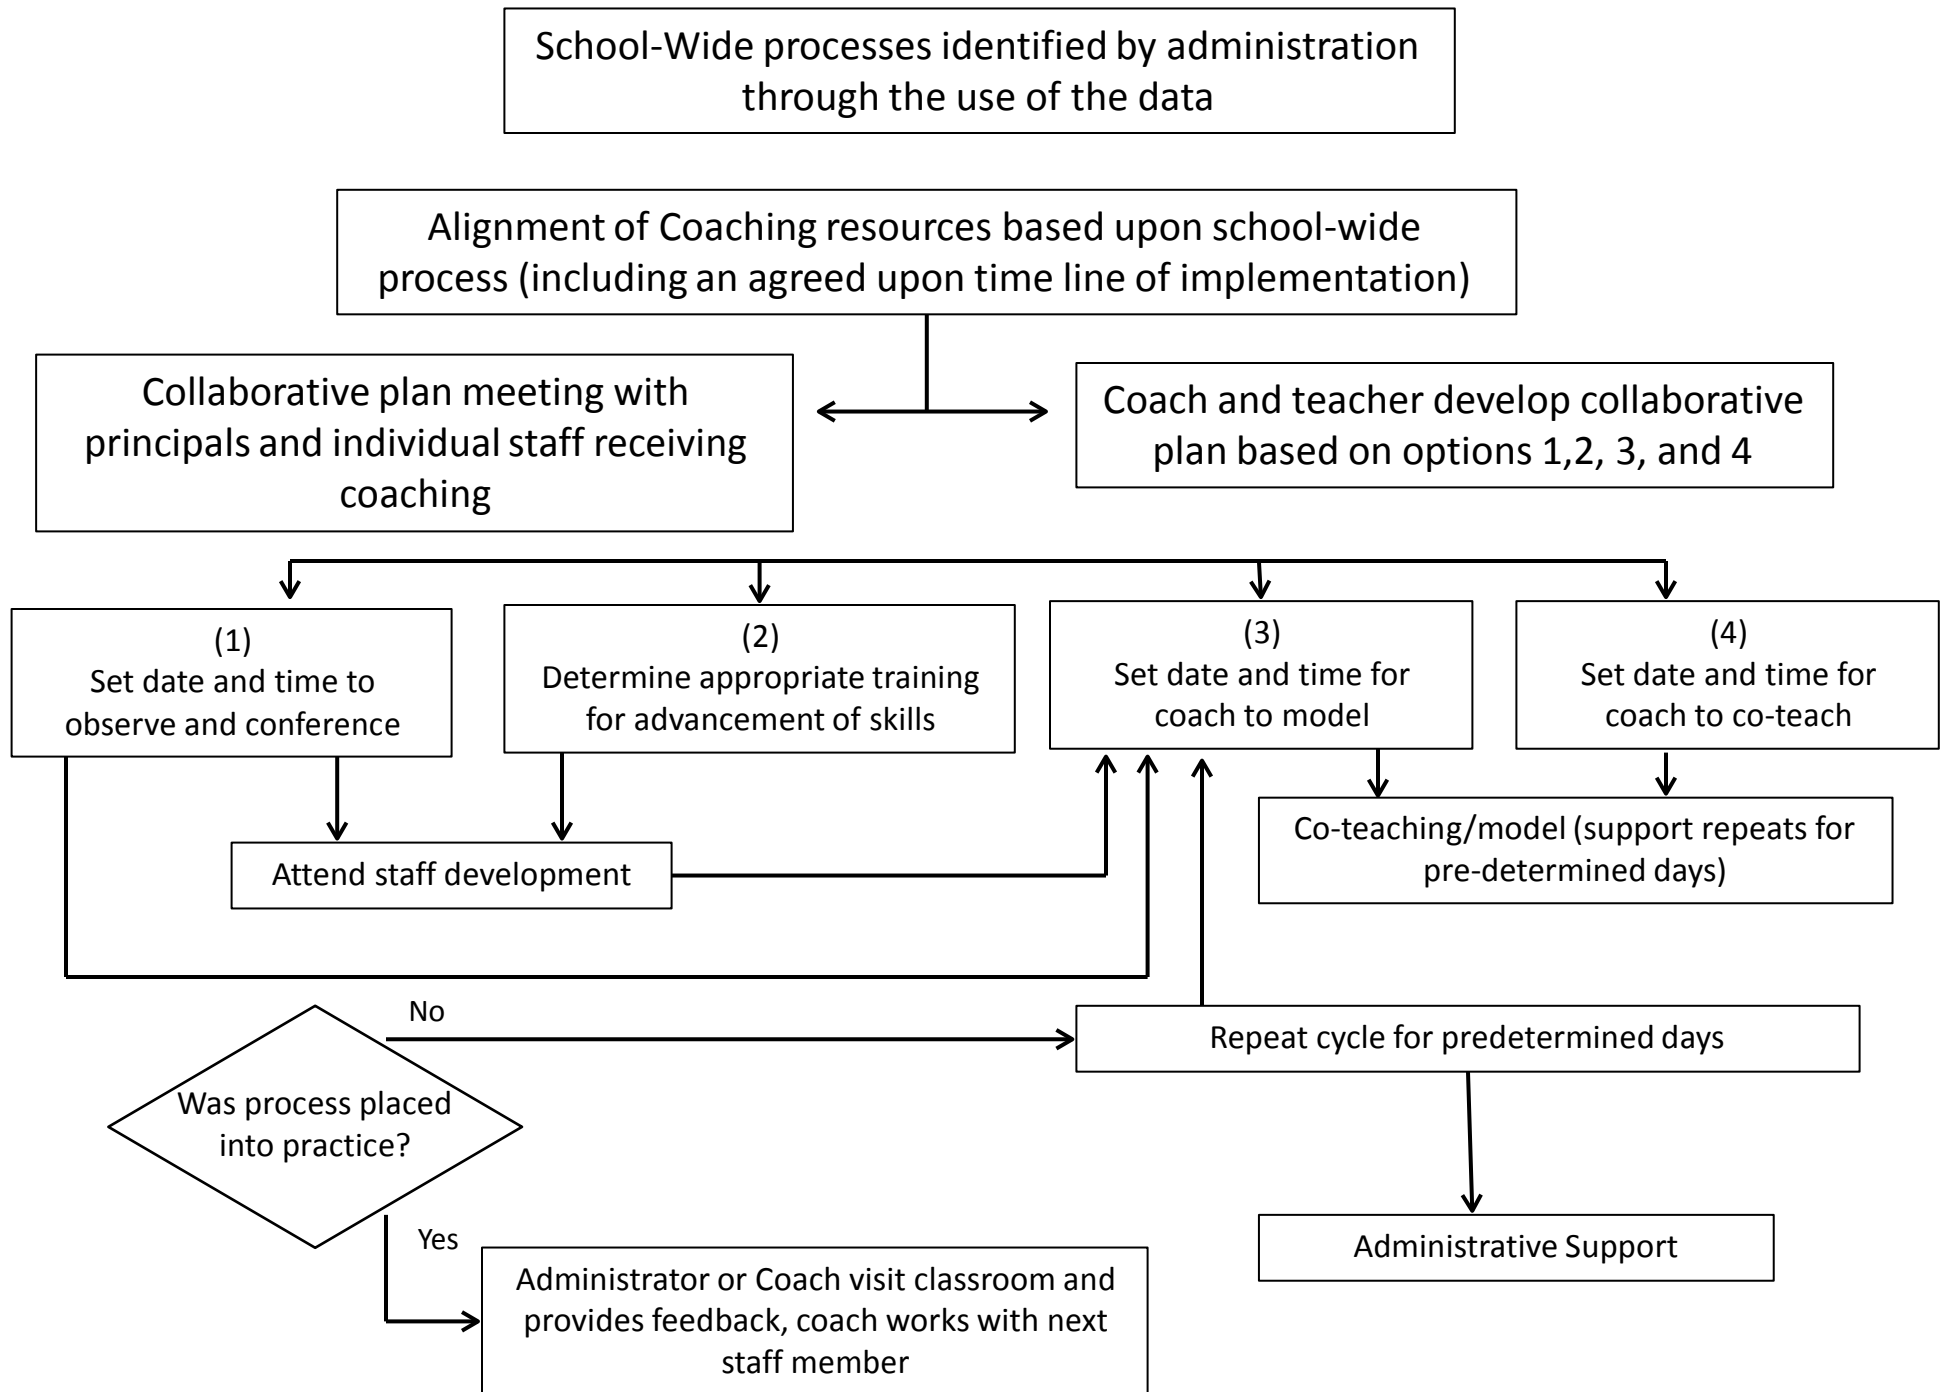 School-Wide processes identified by administration
through the use of the data
Alignment of Coaching resources based upon school-wide
process (including an agreed upon time line of implementation)
Collaborative plan meeting with
principals and individual staff receiving
coaching
Coach and teacher develop collaborative
plan based on options 1,2, 3, and 4
(1)
Set date and time to
observe and conference
(2)
Determine appropriate training
for advancement of skills
(3)
Set date and time for
coach to model
(4)
Set date and time for
coach to co-teach
Attend staff development
Co-teaching/model (support repeats for
pre-determined days)
No
Repeat cycle for predetermined days
Was process placed
into practice?
Yes
Administrative Support
Administrator or Coach visit classroom and
provides feedback, coach works with next
staff member